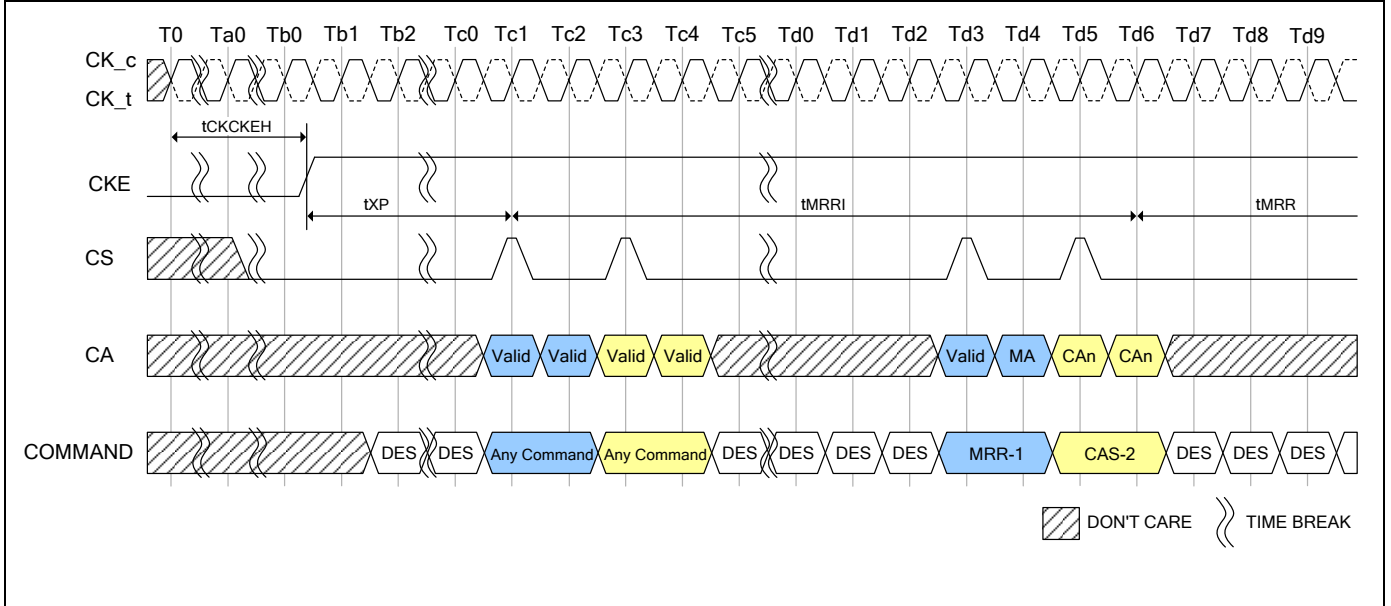 T0 Ta0 Tb0 Tb1 Tb2 Tc0 Tc1 Tc2 Tc3 Tc4 Tc5 Td0 Td1 Td2 Td3 Td4 Td5 Td6 Td7 Td8 Td9
CK_c
CK_t
tCKCKEH
CKE
tXP tMRRI tMRR
CS
CA Valid Valid Valid Valid Valid MA CAn CAn
COMMAND DES DES Any Command Any Command DES DES DES DES MRR-1 CAS-2 DES DES DES
DON'T CARE TIME BREAK